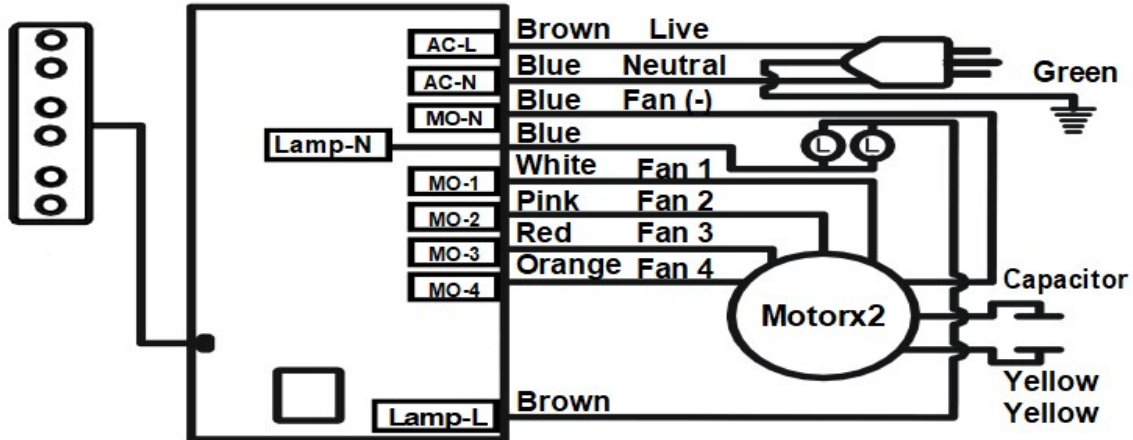 AC-L Brown Live
AC-N Blue Neutral
Green
MO-N Blue Fan (-)
Lamp-N Blue
L L
MO-1 White Fan 1
MO-2 Pink Fan 2
MO-3 Red Fan 3
MO-4 Orange Fan 4
Capacitor
Motorx2
Yellow
Yellow
Lamp-L Brown